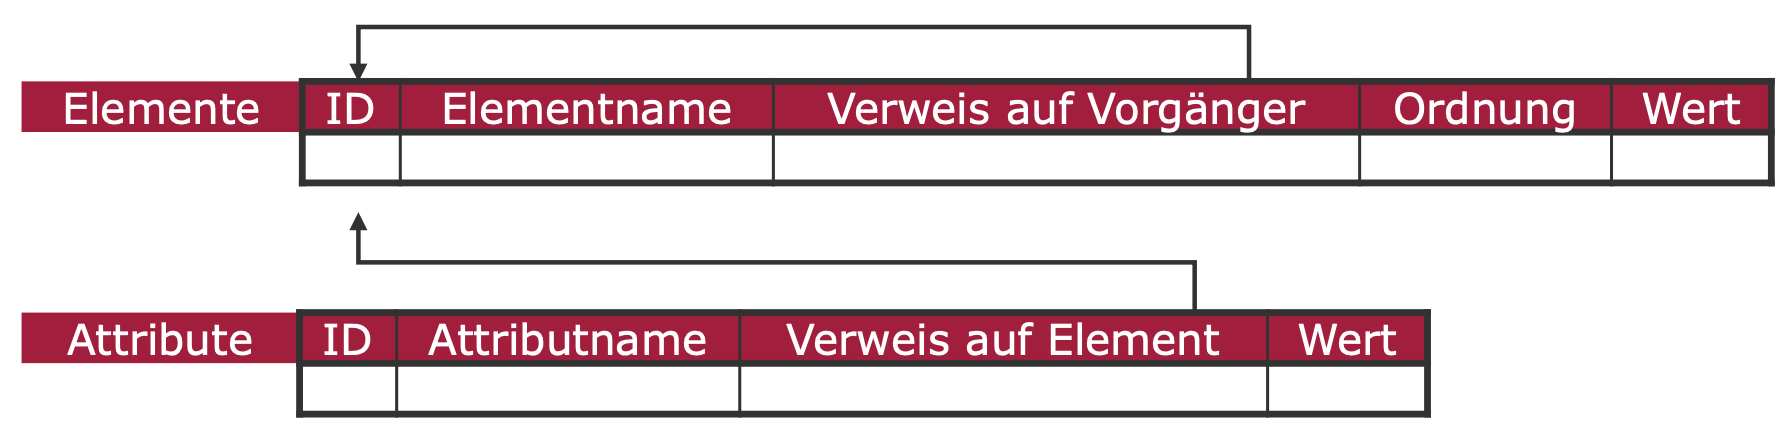 Elemente ID Elementname Verweis auf Vorgänger Ordnung Wert
Attribute ID Attributname Verweis auf Element Wert